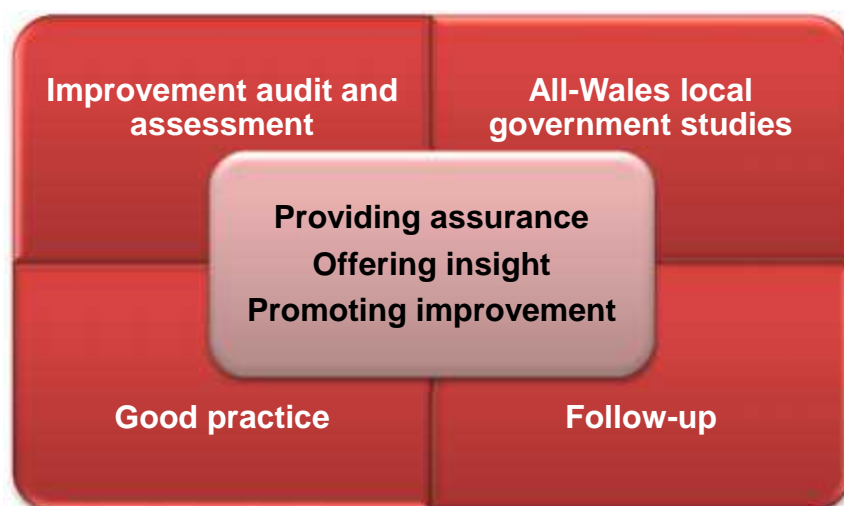 Improvement audit and
assessment
All-Wales local
government studies
Providing assurance
Offering insight
Promoting improvement
Good practice
Follow-up